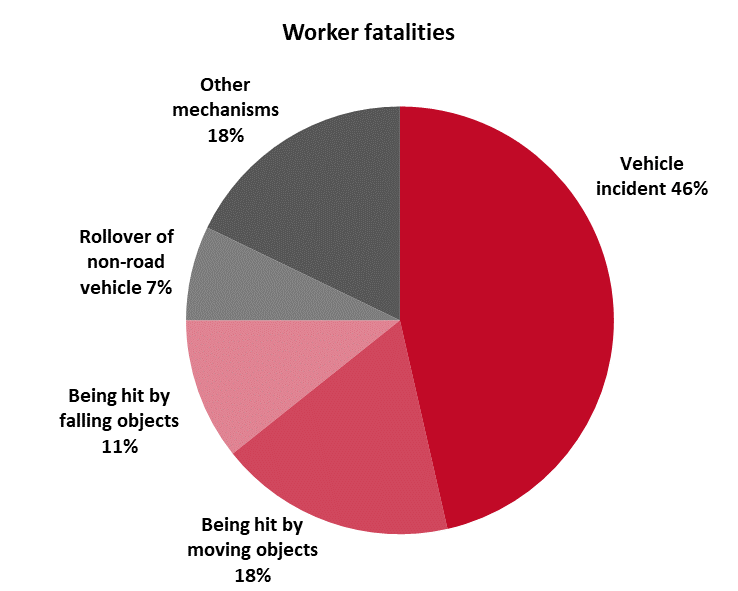 Worker fatalities
Other
mechanisms
18%
Vehicle
incident 46%
Rollover of
non-road
vehicle 7%
Being hit by
falling objects
11%
Being hit by
moving objects
18%